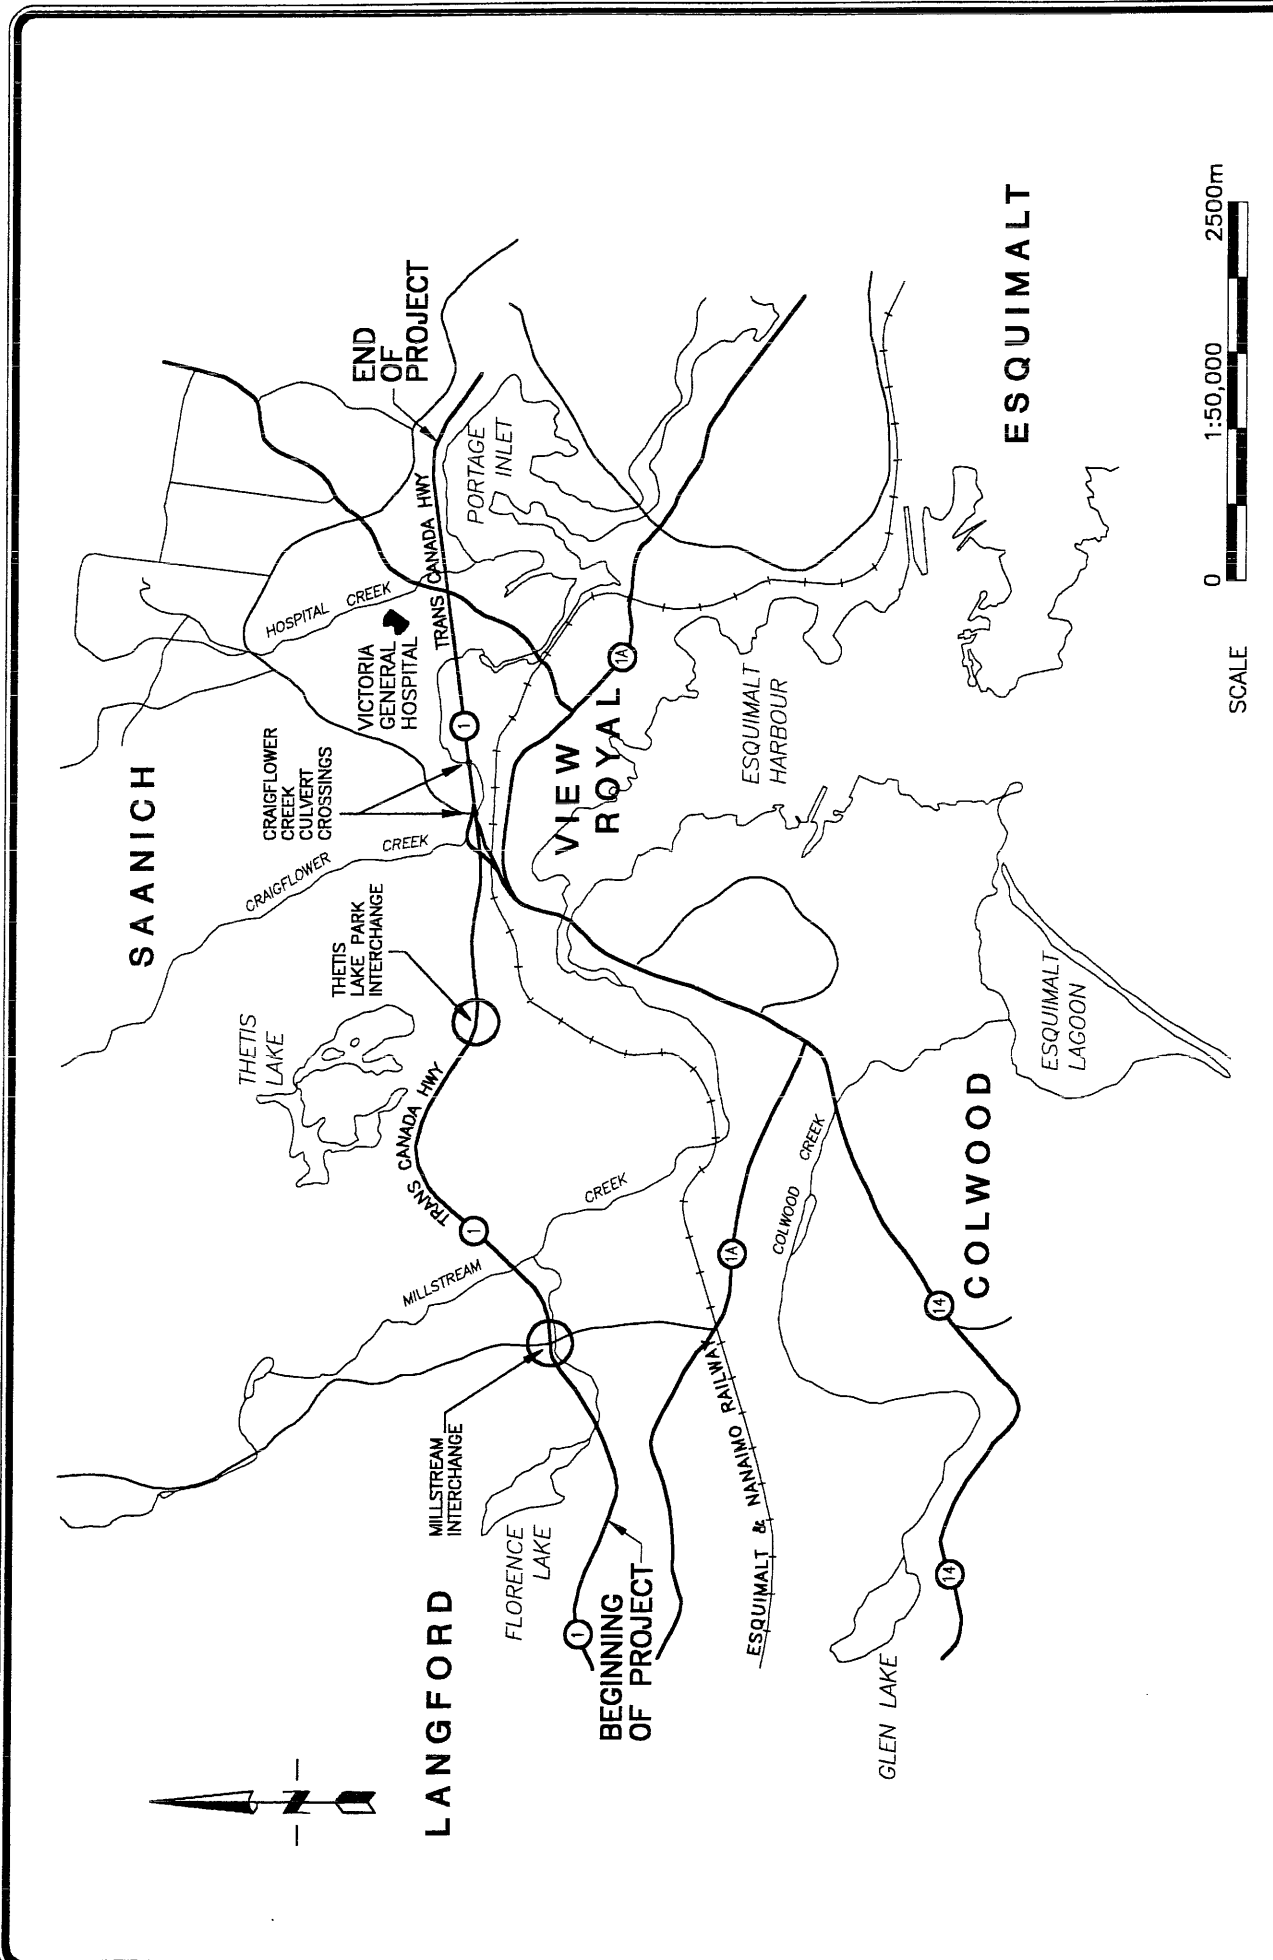 SAANICH
CRAIGFLOWER
CREEK
CULVERT
CROSSINGS
HOSPITAL CREEK
VICTORIA
GENERAL
HOSPITAL
END
OF
PROJECT
CRAIGFLOWER CREEK
THETIS
LAKE
THETIS
LAKE PARK
INTERCHANGE
TRANS CANADA HWY
TRANS CANADA HWY
PORTAGE
INLET
1
1
LANGFORD
MILLSTREAM
INTERCHANGE
MILLSTREAM CREEK
FLORENCE
LAKE
1
BEGINNING
OF PROJECT
VIEW
ROYAL
1A
1A
ESQUIMALT
HARBOUR
ESQUIMALT & NANAIMO RAILWAY
COLWOOD CREEK
GLEN LAKE
14
14
COLWOOD
ESQUIMALT
LAGOON
ESQUIMALT
SCALE
0
1:50,000
2500m
N